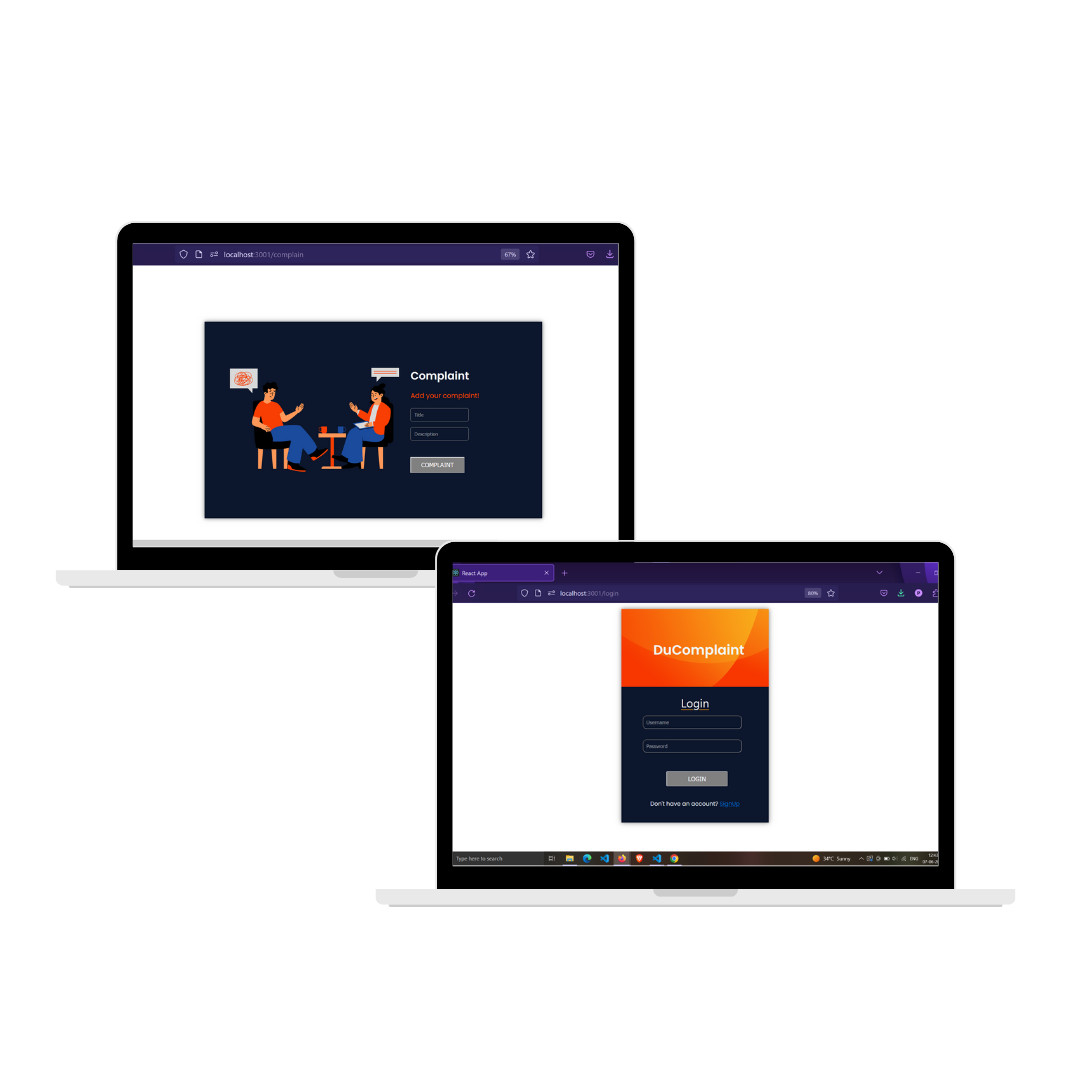 localhost:3001/complain
67%
Complaint
Add your complaint!
Title
Description
COMPLAINT
React App
localhost:3001/login
80%
P
DuComplaint
Login
Username
Password
LOGIN
Don't have an account? SignUp
Type here to search
34°C Sunny
ENG